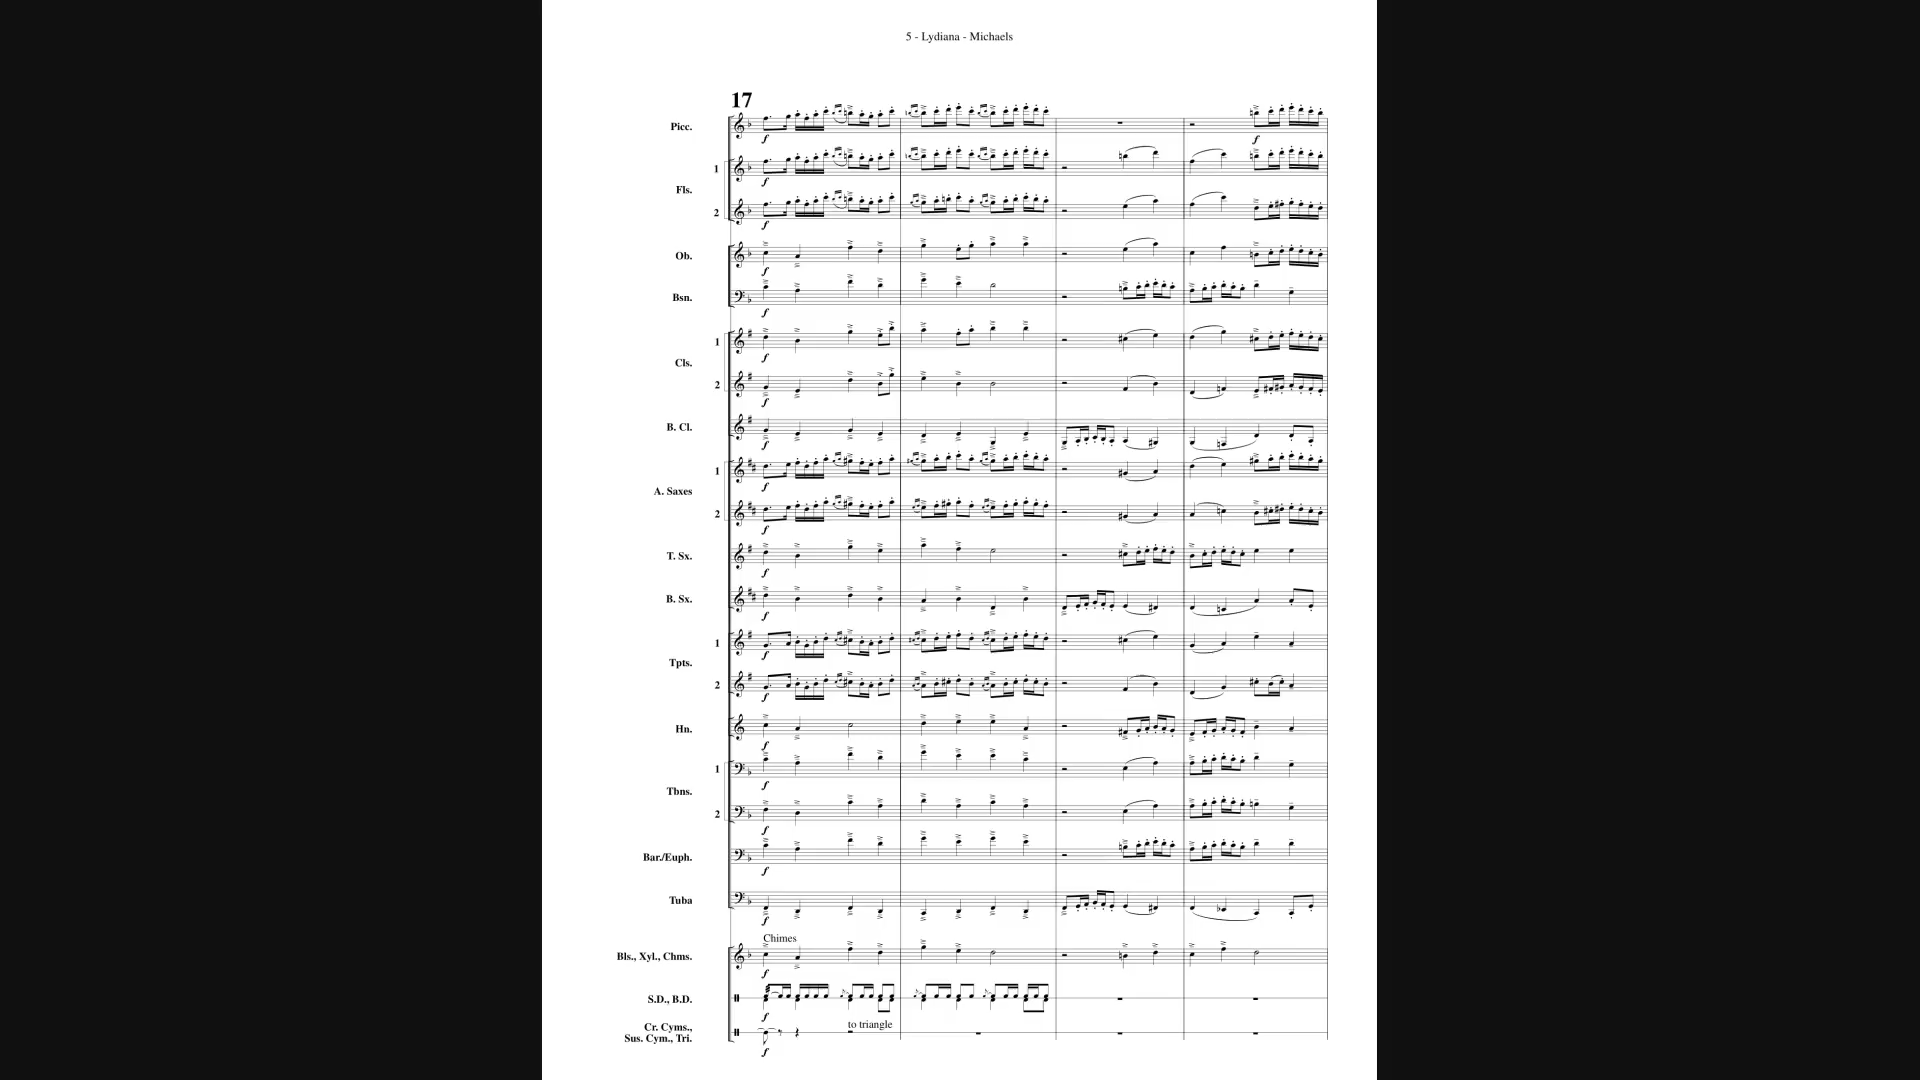 5 - Lydiana - Michaels
17
Picc.
f
f
1
Fls.
f
2
f
Ob.
f
Bsn.
f
1
Cls.
f
2
f
B. Cl.
f
1
A. Saxes
f
2
f
T. Sx.
f
B. Sx.
f
1
Tpts.
f
2
f
Hn.
f
1
Tbns.
f
2
f
Bar./Euph.
f
Tuba
f
Chimes
Bls., Xyl., Chms.
f
S.D., B.D.
f
to triangle
Cr. Cyms.,
Sus. Cym., Tri.
f